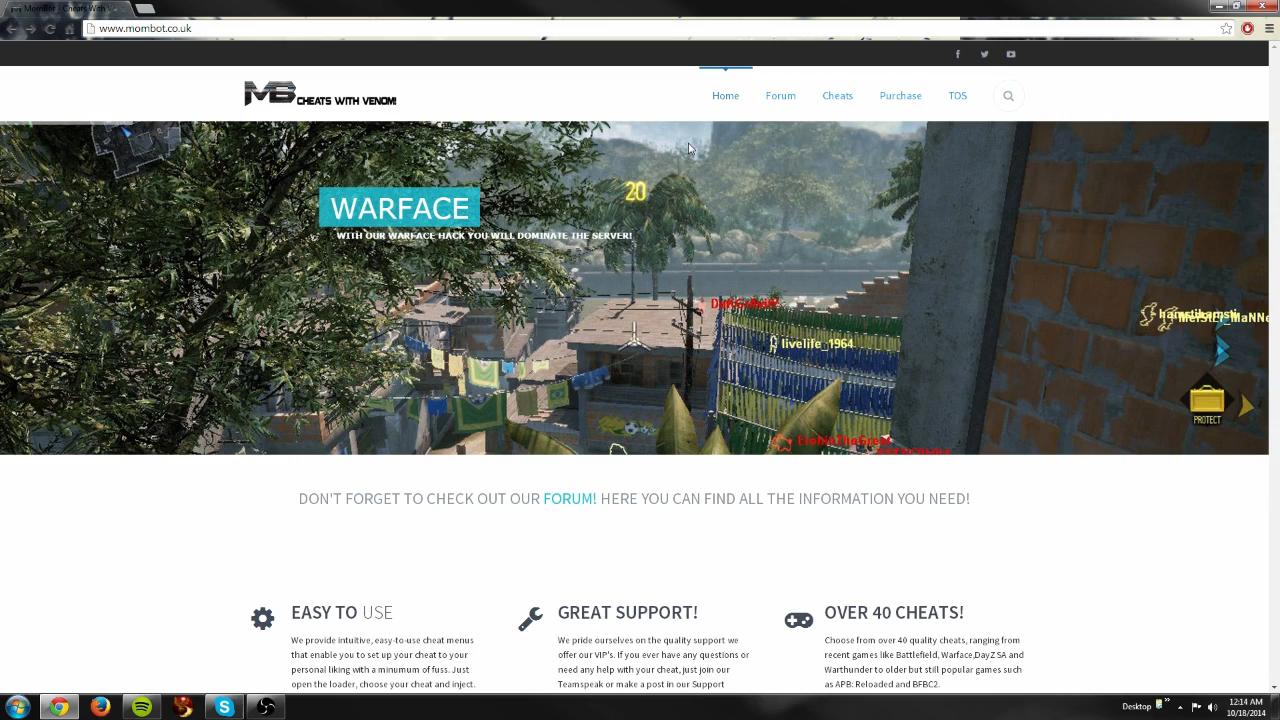 MomBot - Cheats With V
www.mombot.co.uk
MB CHEATS WITH VENOM!
Home
Forum
Cheats
Purchase
TOS
20
WARFACE
WITH OUR WARFACE HACK YOU WILL DOMINATE THE SERVER!
livelife_1964
PROTECT
DON'T FORGET TO CHECK OUT OUR FORUM! HERE YOU CAN FIND ALL THE INFORMATION YOU NEED!
EASY TO USE
We provide intuitive, easy-to-use cheat menus
that enable you to set up your cheat to your
personal liking with a minumum of fuss. Just
open the loader, choose your cheat and inject.
GREAT SUPPORT!
We pride ourselves on the quality support we
offer our VIP's. If you ever have any questions or
need any help with your cheat, just join our
Teamspeak or make a post in our Support
OVER 40 CHEATS!
Choose from over 40 quality cheats, ranging from
recent games like Battlefield, Warface,DayZ SA and
Warthunder to older but still popular games such
as APB: Reloaded and BFBC2.
Desktop
12:14 AM
10/18/2014